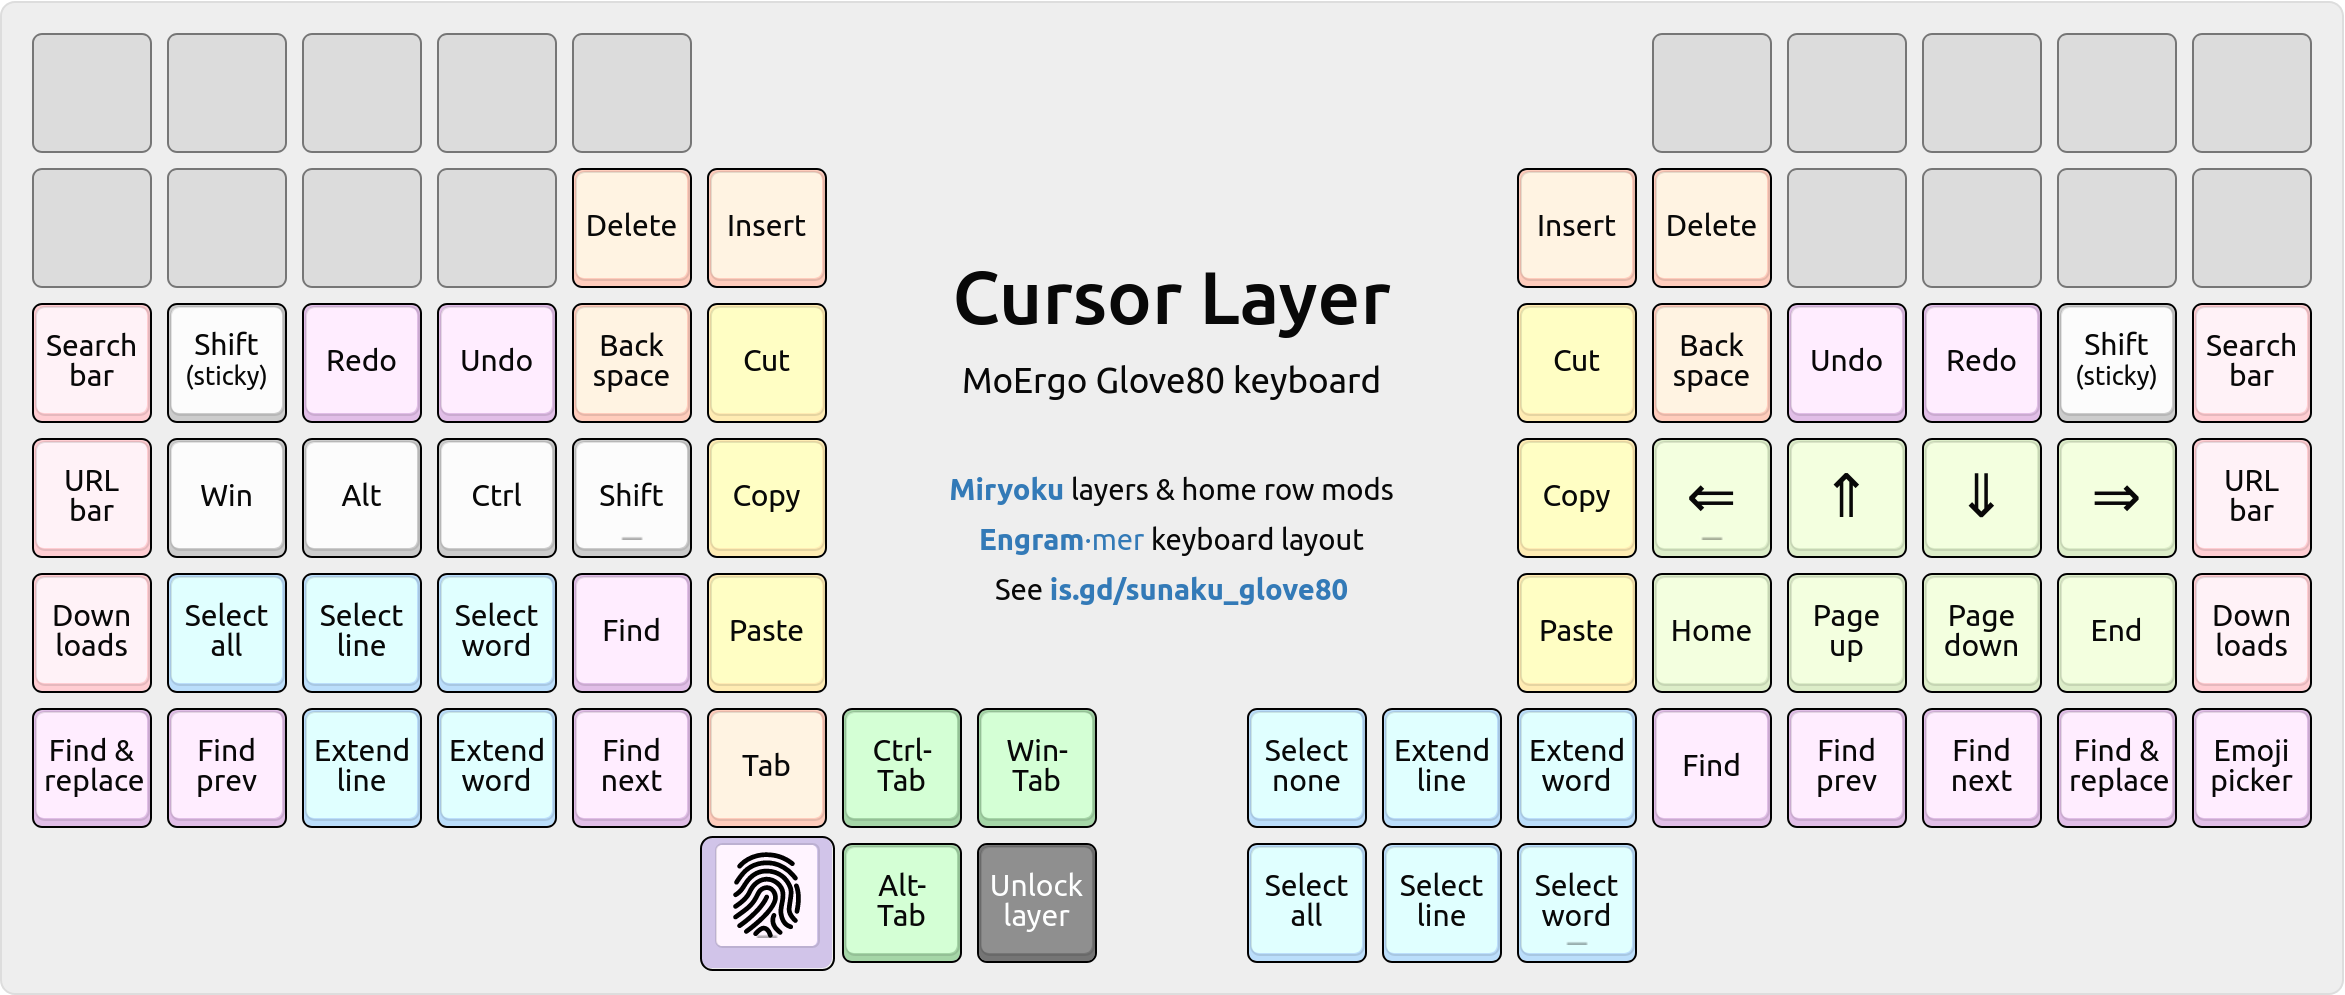 Delete Insert Insert Delete
Cursor Layer
Search bar Shift (sticky) Redo Undo Back space Cut Cut Back space Undo Redo Shift (sticky) Search bar
MoErgo Glove80 keyboard
URL bar Win Alt Ctrl Shift Copy Copy ⇐ ⇑ ⇓ ⇒ URL bar
Miryoku layers & home row mods
Engram·mer keyboard layout
See is.gd/sunaku_glove80
Down loads Select all Select line Select word Find Paste Paste Home Page up Page down End Down loads
Find & replace Find prev Extend line Extend word Find next Tab Ctrl-Tab Win-Tab Select none Extend line Extend word Find Find prev Find next Find & replace Emoji picker
Alt-Tab Unlock layer Select all Select line Select word